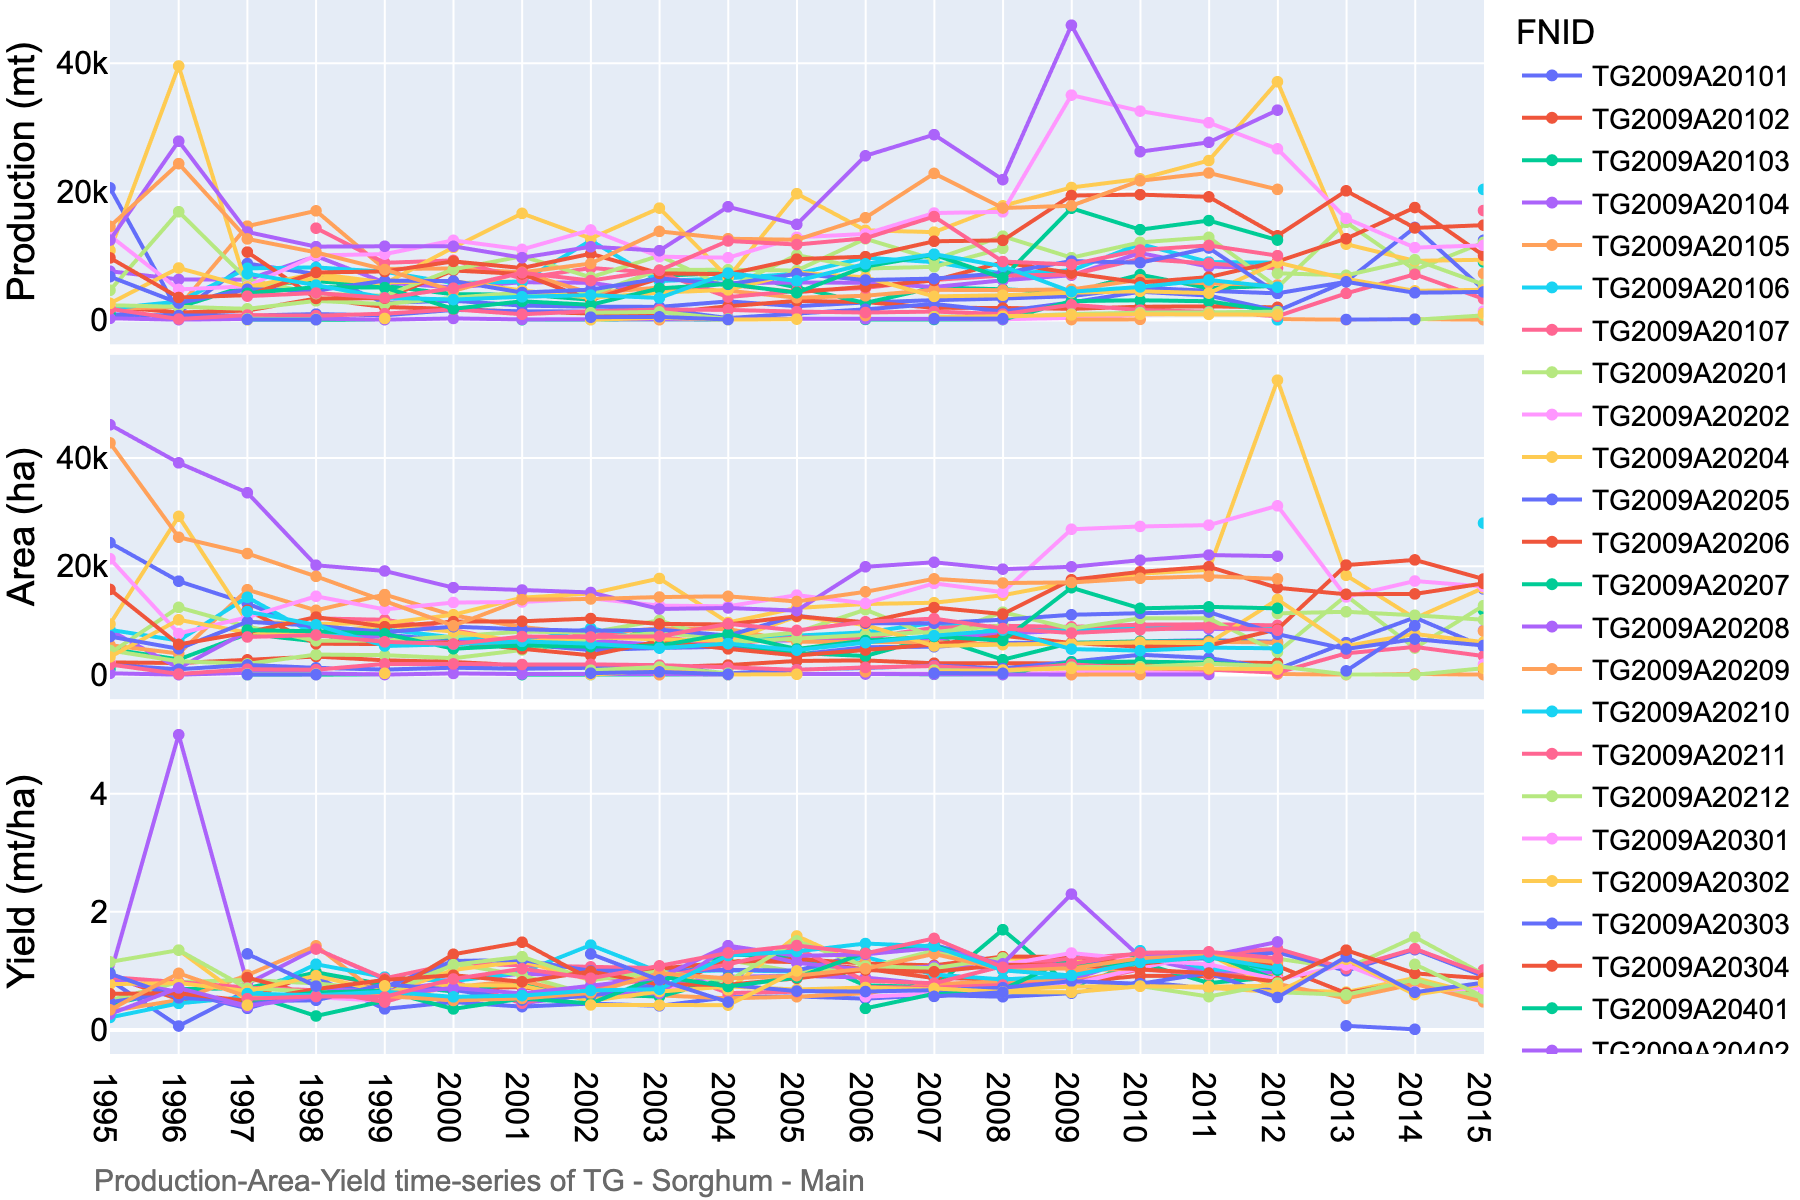 FNID
TG2009A20101
TG2009A20102
TG2009A20103
TG2009A20104
TG2009A20105
TG2009A20106
TG2009A20107
TG2009A20201
TG2009A20202
TG2009A20204
TG2009A20205
TG2009A20206
TG2009A20207
TG2009A20208
TG2009A20209
TG2009A20210
TG2009A20211
TG2009A20212
TG2009A20301
TG2009A20302
TG2009A20303
TG2009A20304
TG2009A20401
TG2009A20402
Production (mt)
40k
20k
0
Area (ha)
40k
20k
0
Yield (mt/ha)
4
2
0
1995 1996 1997 1998 1999 2000 2001 2002 2003 2004 2005 2006 2007 2008 2009 2010 2011 2012 2013 2014 2015
Production-Area-Yield time-series of TG - Sorghum - Main